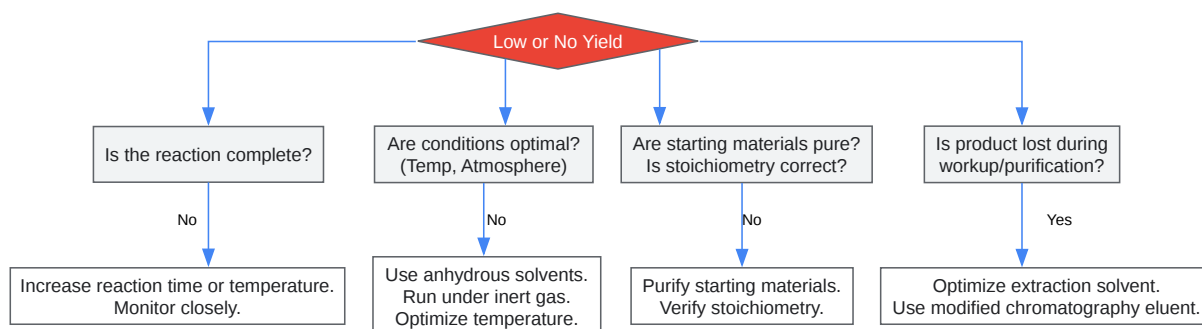 Low or No Yield
Is the reaction complete?
Are conditions optimal?
(Temp, Atmosphere)
Are starting materials pure?
Is stoichiometry correct?
Is product lost during
workup/purification?
No
No
No
Yes
Increase reaction time or temperature.
Monitor closely.
Use anhydrous solvents.
Run under inert gas.
Optimize temperature.
Purify starting materials.
Verify stoichiometry.
Optimize extraction solvent.
Use modified chromatography eluent.